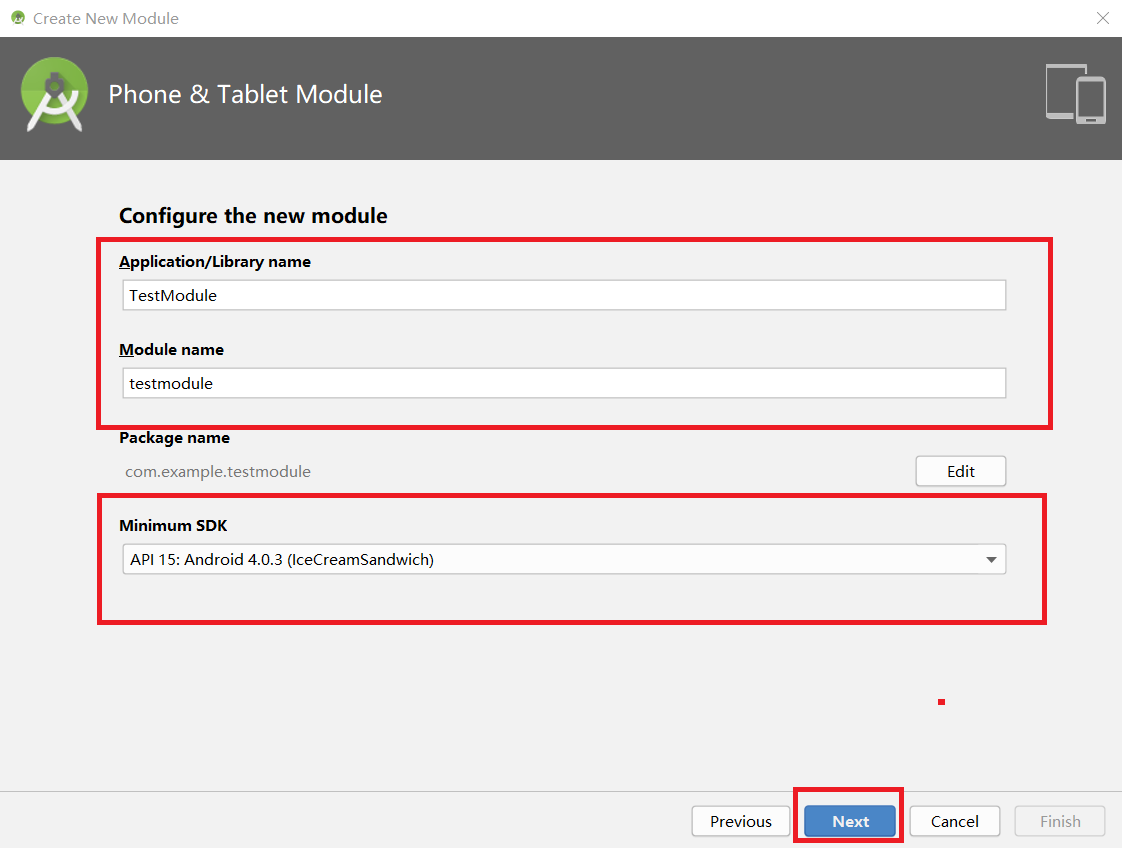 Create New Module
Phone & Tablet Module
Configure the new module
Application/Library name
TestModule
Module name
testmodule
Package name
com.example.testmodule
Edit
Minimum SDK
API 15: Android 4.0.3 (IceCreamSandwich)
Previous Next Cancel Finish